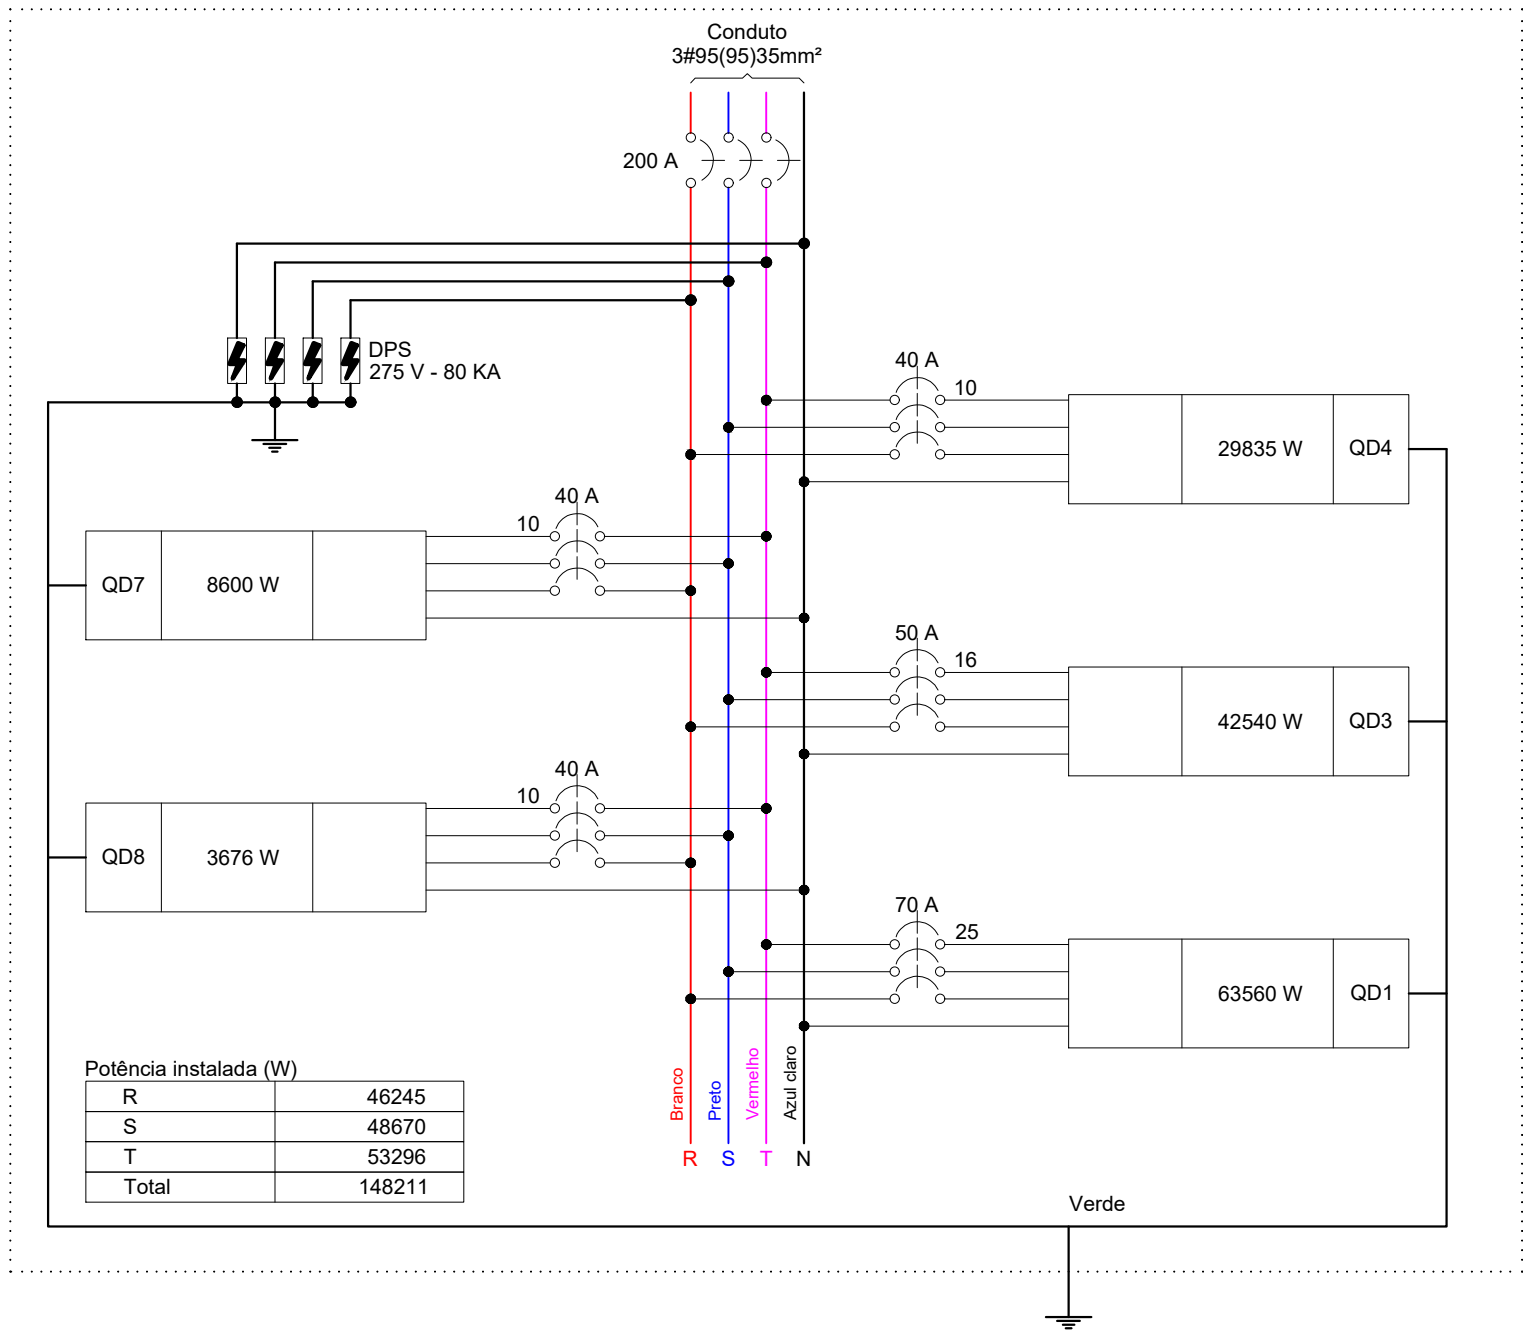 Conduto
3#95(95)35mm²
200 A
DPS
275 V - 80 KA
40 A
10
29835 W
QD4
40 A
10
QD7
8600 W
50 A
16
42540 W
QD3
40 A
10
QD8
3676 W
70 A
25
63560 W
QD1
Potência instalada (W)
R 46245
S 48670
T 53296
Total 148211
Branco
Preto
Vermelho
Azul claro
R S T N
Verde